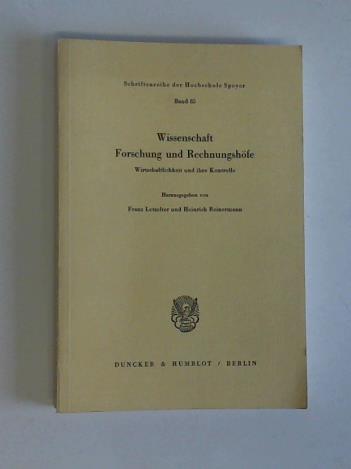 Schriftenreihe der Hochschule Speyer
Band 85
Wissenschaft
Forschung und Rechnungshöfe
Wirtschaftlichkeit und ihre Kontrolle
Herausgegeben von
Franz Letzelter und Heinrich Reinermann
DUNCKER & HUMBLOT / BERLIN